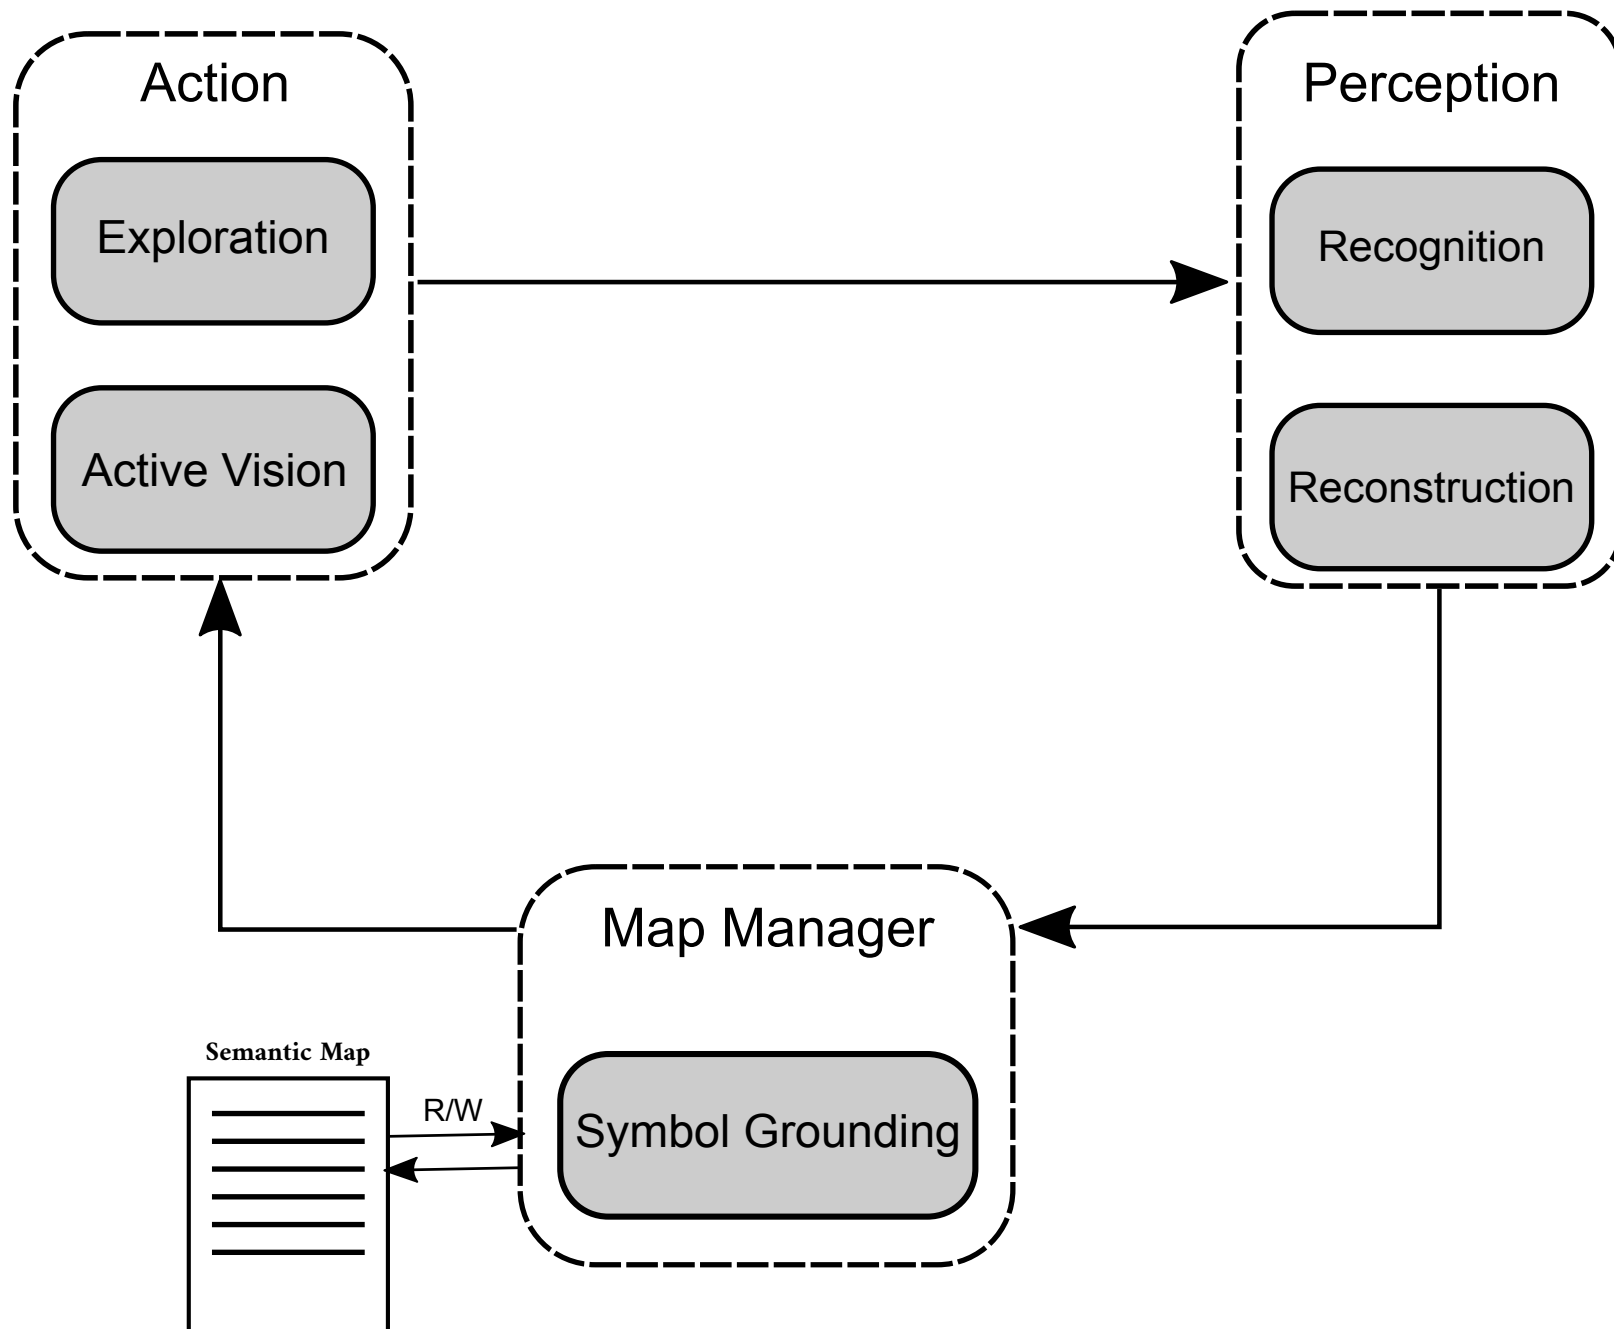 Action
Perception
Exploration
Recognition
Active Vision
Reconstruction
Map Manager
Semantic Map
R/W
Symbol Grounding